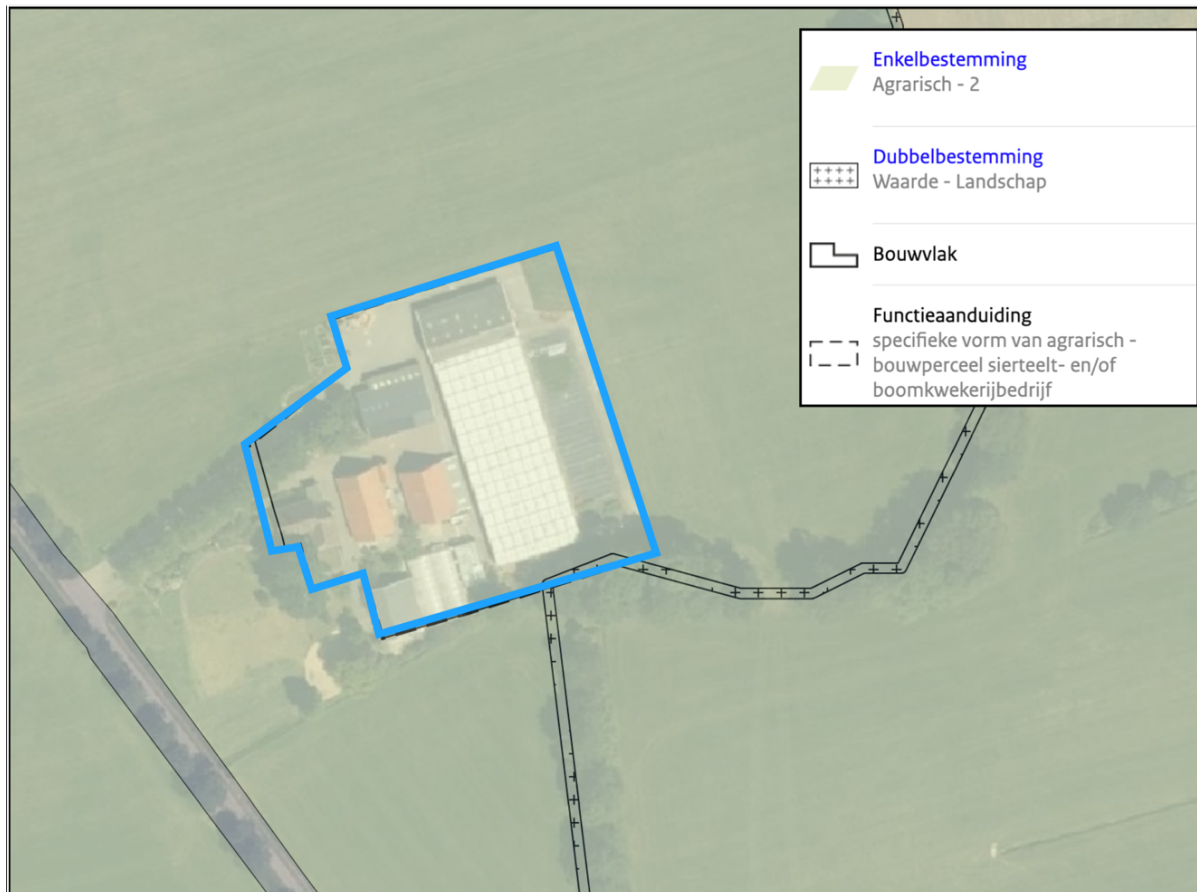 Enkelbestemming
Agrarisch - 2
Dubbelbestemming
Waarde - Landschap
Bouwvlak
Functieaanduiding
specifieke vorm van agrarisch -
bouwperceel sierteelt- en/of
boomkwekerijbedrijf